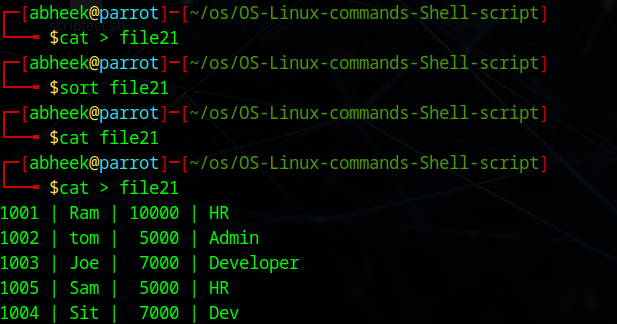 ┌─[abheek@parrot]─[~/os/OS-Linux-commands-Shell-script]
└──╼ $cat > file21
┌─[abheek@parrot]─[~/os/OS-Linux-commands-Shell-script]
└──╼ $sort file21
┌─[abheek@parrot]─[~/os/OS-Linux-commands-Shell-script]
└──╼ $cat file21
┌─[abheek@parrot]─[~/os/OS-Linux-commands-Shell-script]
└──╼ $cat > file21
1001 | Ram | 10000 | HR
1002 | tom |  5000 | Admin
1003 | Joe |  7000 | Developer
1005 | Sam |  5000 | HR
1004 | Sit |  7000 | Dev